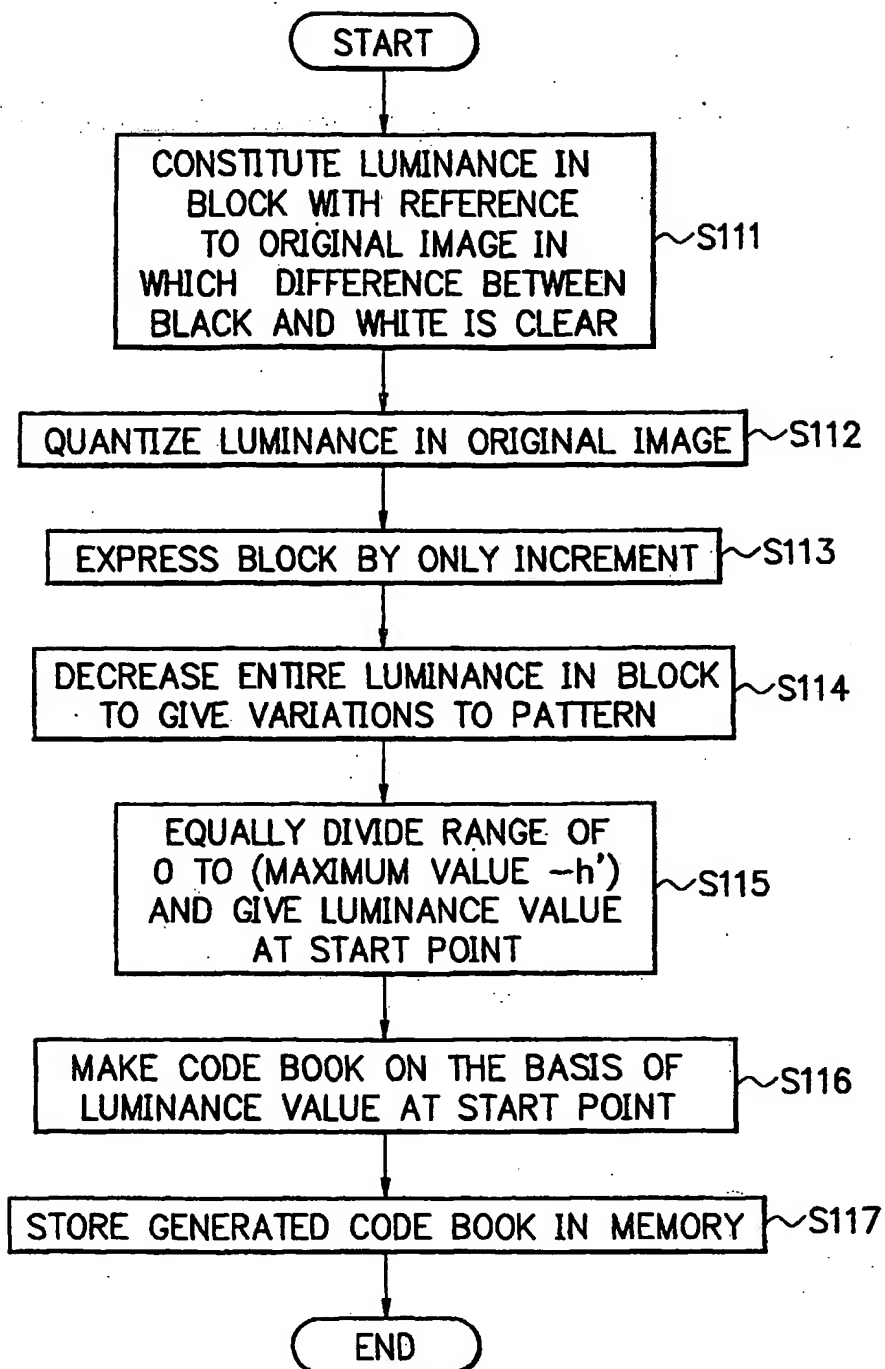 START
CONSTITUTE LUMINANCE IN
BLOCK WITH REFERENCE
TO ORIGINAL IMAGE IN
WHICH DIFFERENCE BETWEEN
BLACK AND WHITE IS CLEAR
S111
QUANTIZE LUMINANCE IN ORIGINAL IMAGE
S112
EXPRESS BLOCK BY ONLY INCREMENT
S113
DECREASE ENTIRE LUMINANCE IN BLOCK
TO GIVE VARIATIONS TO PATTERN
S114
EQUALLY DIVIDE RANGE OF
0 TO (MAXIMUM VALUE -h')
AND GIVE LUMINANCE VALUE
AT START POINT
S115
MAKE CODE BOOK ON THE BASIS OF
LUMINANCE VALUE AT START POINT
S116
STORE GENERATED CODE BOOK IN MEMORY
S117
END